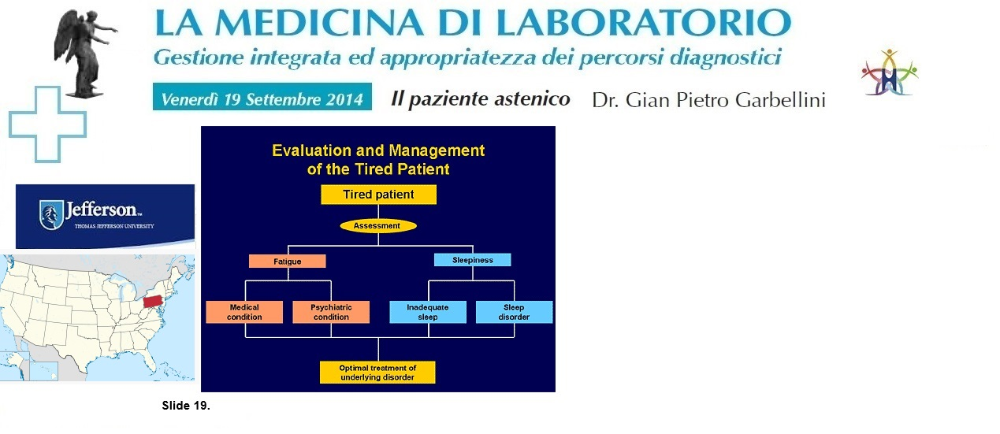 LA MEDICINA DI LABORATORIO
Gestione integrata ed appropriatezza dei percorsi diagnostici
Venerdì 19 Settembre 2014
Il paziente astenico
Dr. Gian Pietro Garbellini
H
Jefferson™
THOMAS JEFFERSON UNIVERSITY
Evaluation and Management
of the Tired Patient
Tired patient
Assessment
Fatigue
Sleepiness
Medical
condition
Psychiatric
condition
Inadequate
sleep
Sleep
disorder
Optimal treatment of
underlying disorder
Slide 19.